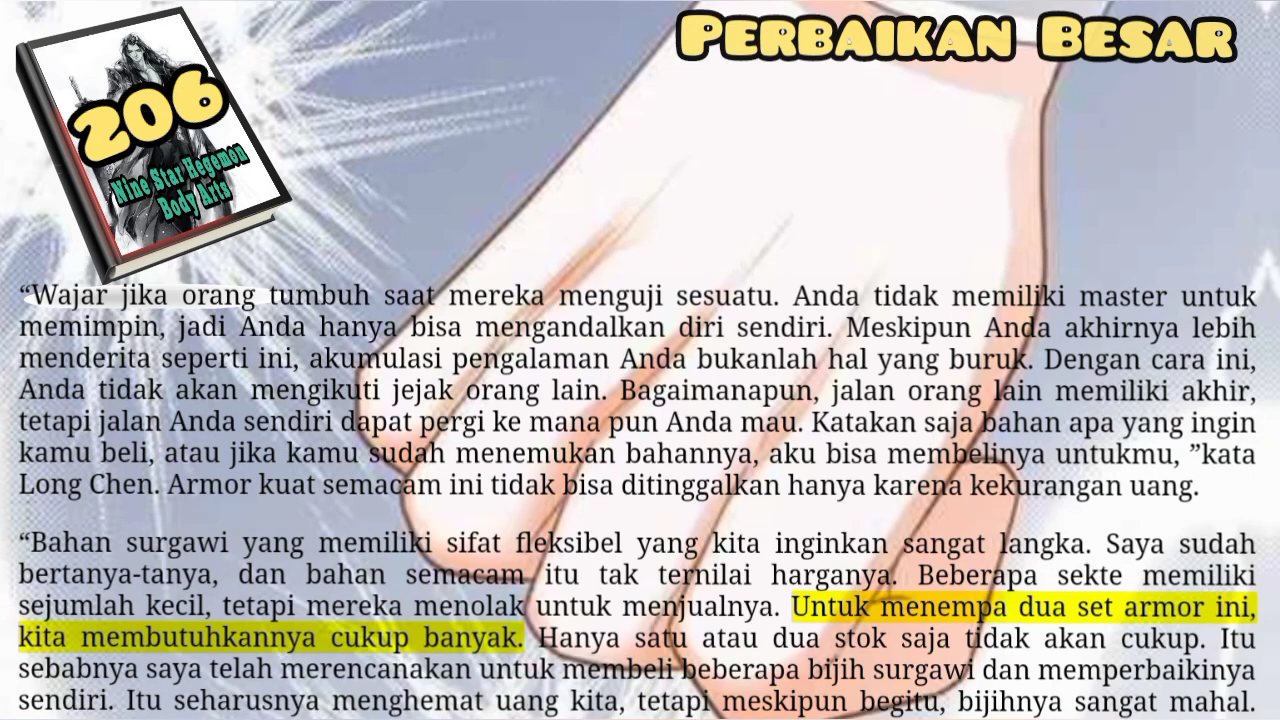 PERBAIKAN BESAR
206
Nine Star Hegemon
Body Arts
“Wajar jika orang tumbuh saat mereka menguji sesuatu. Anda tidak memiliki master untuk
memimpin, jadi Anda hanya bisa mengandalkan diri sendiri. Meskipun Anda akhirnya lebih
menderita seperti ini, akumulasi pengalaman Anda bukanlah hal yang buruk. Dengan cara ini,
Anda tidak akan mengikuti jejak orang lain. Bagaimanapun, jalan orang lain memiliki akhir,
tetapi jalan Anda sendiri dapat pergi ke mana pun Anda mau. Katakan saja bahan apa yang ingin
kamu beli, atau jika kamu sudah menemukan bahannya, aku bisa membelinya untukmu, ”kata
Long Chen. Armor kuat semacam ini tidak bisa ditinggalkan hanya karena kekurangan uang.
“Bahan surgawi yang memiliki sifat fleksibel yang kita inginkan sangat langka. Saya sudah
bertanya-tanya, dan bahan semacam itu tak ternilai harganya. Beberapa sekte memiliki
sejumlah kecil, tetapi mereka menolak untuk menjualnya. Untuk menempa dua set armor ini,
kita membutuhkannya cukup banyak. Hanya satu atau dua stok saja tidak akan cukup. Itu
sebabnya saya telah merencanakan untuk membeli beberapa bijih surgawi dan memperbaikinya
sendiri. Itu seharusnya menghemat uang kita, tetapi meskipun begitu, bijihnya sangat mahal.